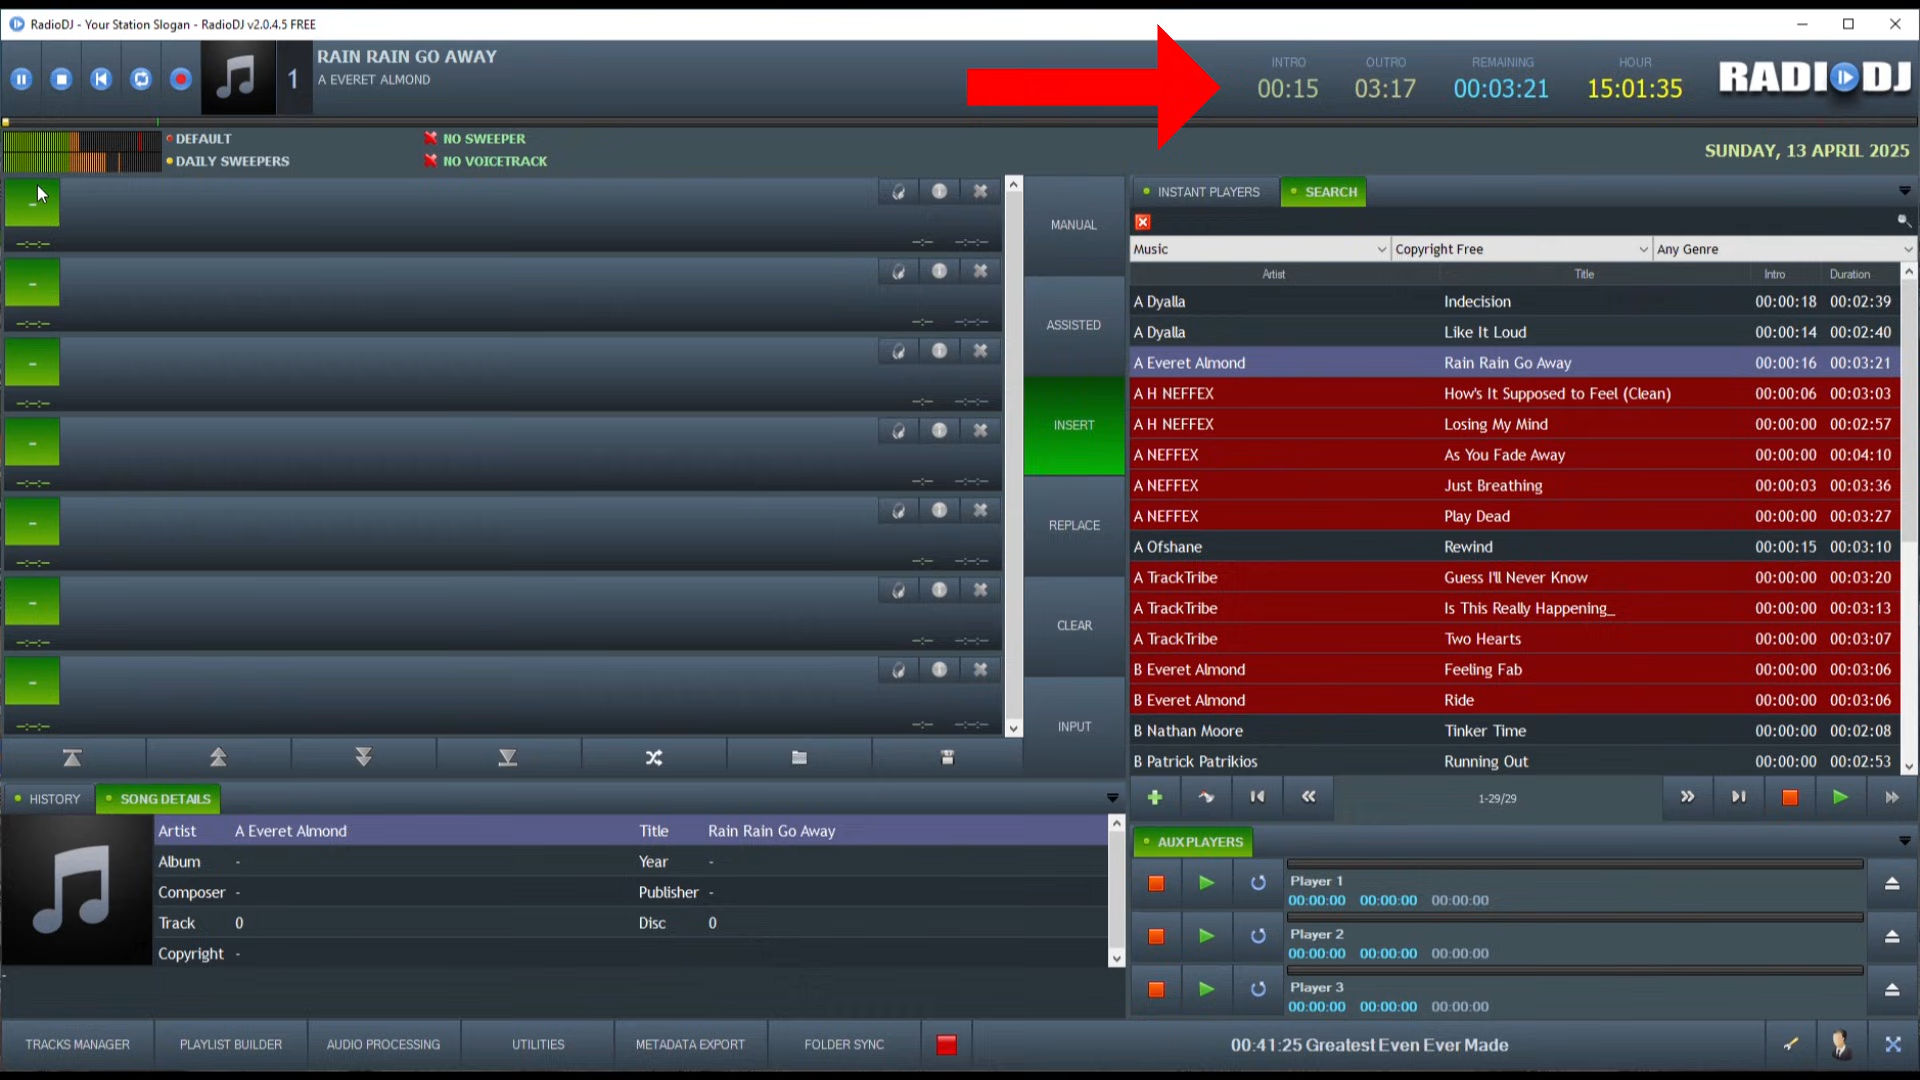 RadioDJ - Your Station Slogan - RadioDJ v2.0.4.5 FREE
1
RAIN RAIN GO AWAY
A EVERET ALMOND
INTRO
00:15
OUTRO
03:17
REMAINING
00:03:21
HOUR
15:01:35
RADIODJ
DEFAULT
DAILY SWEEPERS
NO SWEEPER
NO VOICETRACK
SUNDAY, 13 APRIL 2025
MANUAL
ASSISTED
INSERT
REPLACE
CLEAR
INPUT
INSTANT PLAYERS
SEARCH
Music
Copyright Free
Any Genre
Artist Title Intro Duration
A Dyalla Indecision 00:00:18 00:02:39
A Dyalla Like It Loud 00:00:14 00:02:40
A Everet Almond Rain Rain Go Away 00:00:16 00:03:21
A H NEFFEX How's It Supposed to Feel (Clean) 00:00:06 00:03:03
A H NEFFEX Losing My Mind 00:00:00 00:02:57
A NEFFEX As You Fade Away 00:00:00 00:04:10
A NEFFEX Just Breathing 00:00:03 00:03:36
A NEFFEX Play Dead 00:00:00 00:03:27
A Ofshane Rewind 00:00:15 00:03:10
A TrackTribe Guess I'll Never Know 00:00:00 00:03:20
A TrackTribe Is This Really Happening_ 00:00:00 00:03:13
A TrackTribe Two Hearts 00:00:00 00:03:07
B Everet Almond Feeling Fab 00:00:00 00:03:06
B Everet Almond Ride 00:00:00 00:03:06
B Nathan Moore Tinker Time 00:00:00 00:02:08
B Patrick Patrikios Running Out 00:00:00 00:02:53
1-29/29
HISTORY
SONG DETAILS
Artist A Everet Almond Title Rain Rain Go Away
Album - Year -
Composer - Publisher -
Track 0 Disc 0
Copyright -
-
AUX PLAYERS
Player 1
00:00:00 00:00:00 00:00:00
Player 2
00:00:00 00:00:00 00:00:00
Player 3
00:00:00 00:00:00 00:00:00
TRACKS MANAGER
PLAYLIST BUILDER
AUDIO PROCESSING
UTILITIES
METADATA EXPORT
FOLDER SYNC
00:41:25 Greatest Even Ever Made